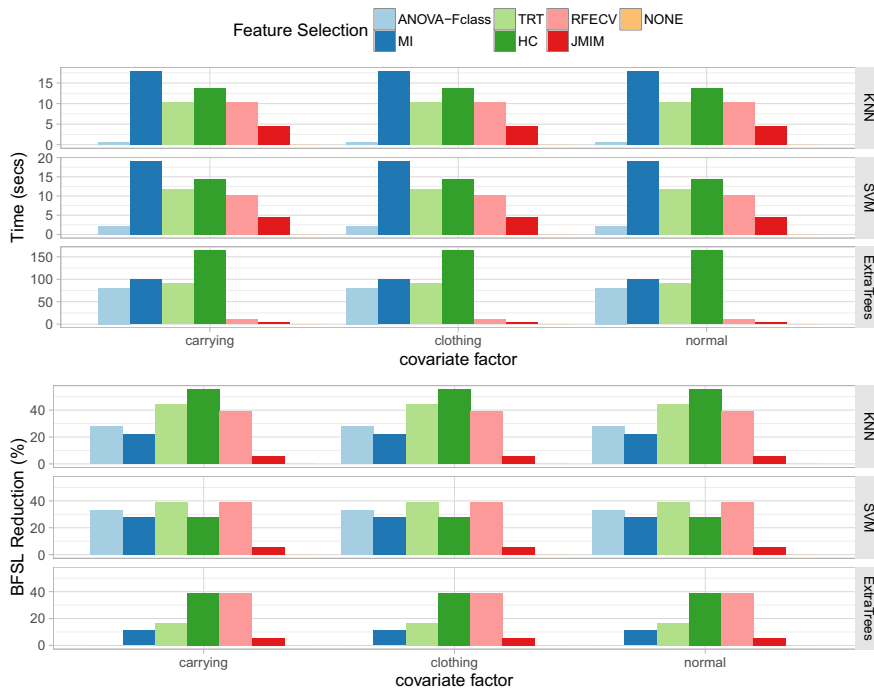 Feature Selection
ANOVA−Fclass TRT RFECV NONE
MI HC JMIM
Time (secs)
15
10
5
0
KNN
20
15
10
5
0
SVM
150
100
50
0
ExtraTrees
carrying clothing normal
covariate factor
BFSL Reduction (%)
40
20
0
KNN
40
20
0
SVM
40
20
0
ExtraTrees
carrying clothing normal
covariate factor